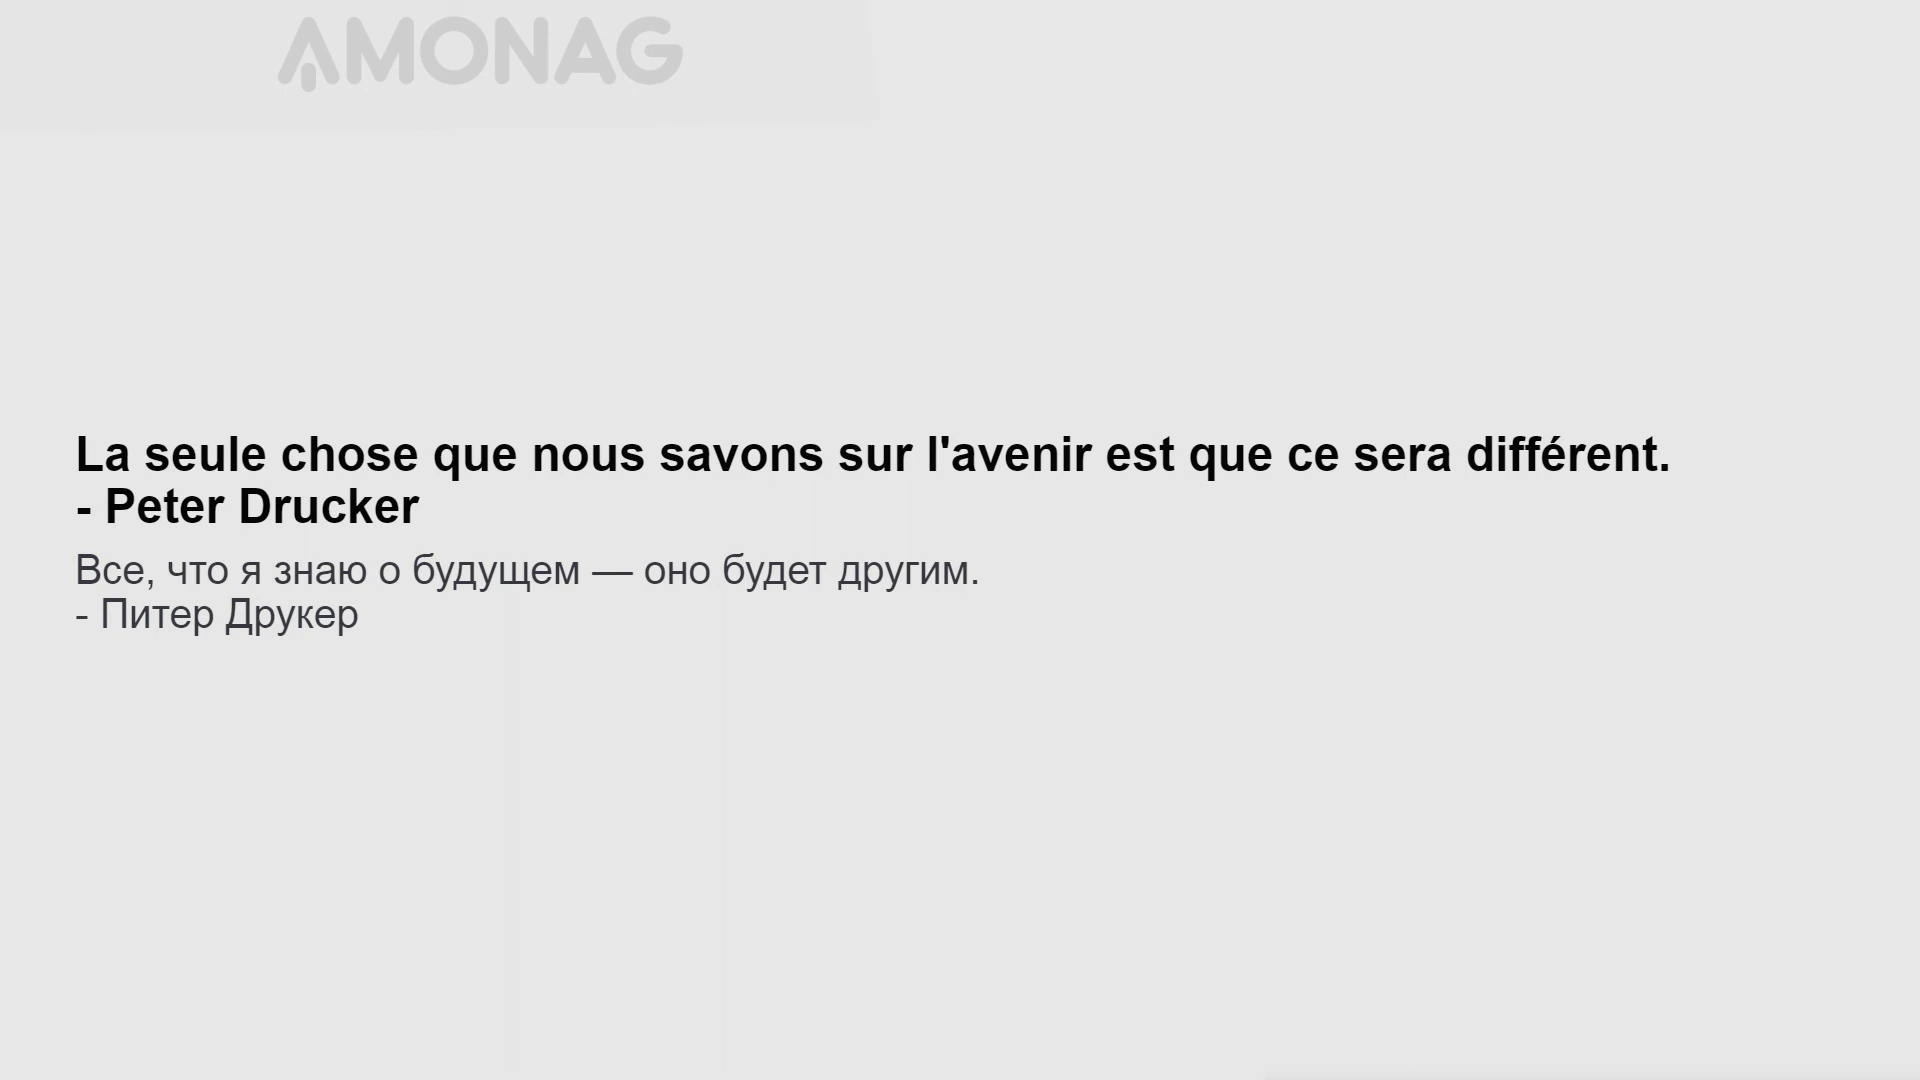 AMONAG
La seule chose que nous savons sur l'avenir est que ce sera différent.
- Peter Drucker
Все, что я знаю о будущем — оно будет другим.
- Питер Друкер